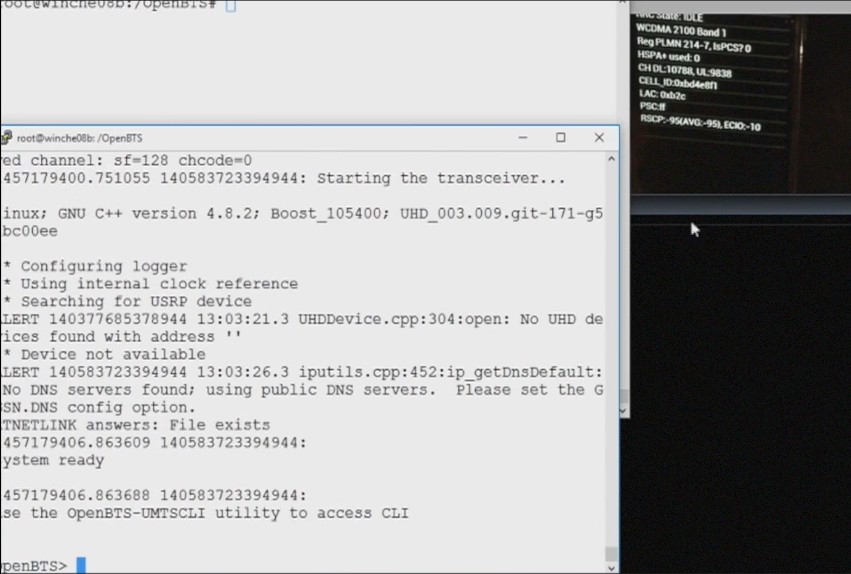 root@winche08b:/OpenBTS#
root@winche08b: /OpenBTS
red channel: sf=128 chcode=0
457179400.751055 140583723394944: Starting the transceiver...
inux; GNU C++ version 4.8.2; Boost_105400; UHD_003.009.git-171-g5
bc00ee
* Configuring logger
* Using internal clock reference
* Searching for USRP device
LERT 140377685378944 13:03:21.3 UHDDevice.cpp:304:open: No UHD de
ices found with address ''
* Device not available
LERT 140583723394944 13:03:26.3 iputils.cpp:452:ip_getDnsDefault:
No DNS servers found; using public DNS servers.  Please set the G
SN.DNS config option.
TNETLINK answers: File exists
457179406.863609 140583723394944:
ystem ready
457179406.863688 140583723394944:
se the OpenBTS-UMTSCLI utility to access CLI
penBTS>
RRC State: IDLE
WCDMA 2100 Band 1
Reg PLMN 214-7, IsPCS? 0
HSPA+ used: 0
CH DL:10788, UL:9838
CELL_ID:0xbd4e8f1
LAC: 0xb2c
PSC:ff
RSCP:-95(AVG:-95), ECIO:-10